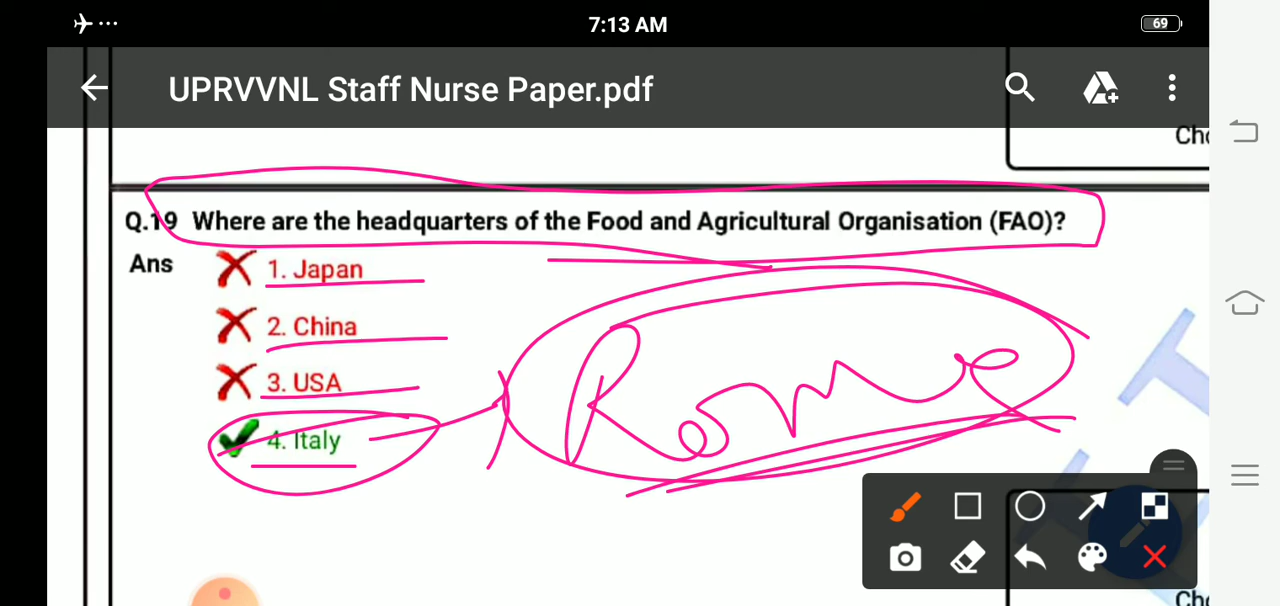 7:13 AM
69
UPRVVNL Staff Nurse Paper.pdf
Q.19 Where are the headquarters of the Food and Agricultural Organisation (FAO)?
Ans
1. Japan
2. China
3. USA
4. Italy
Rome